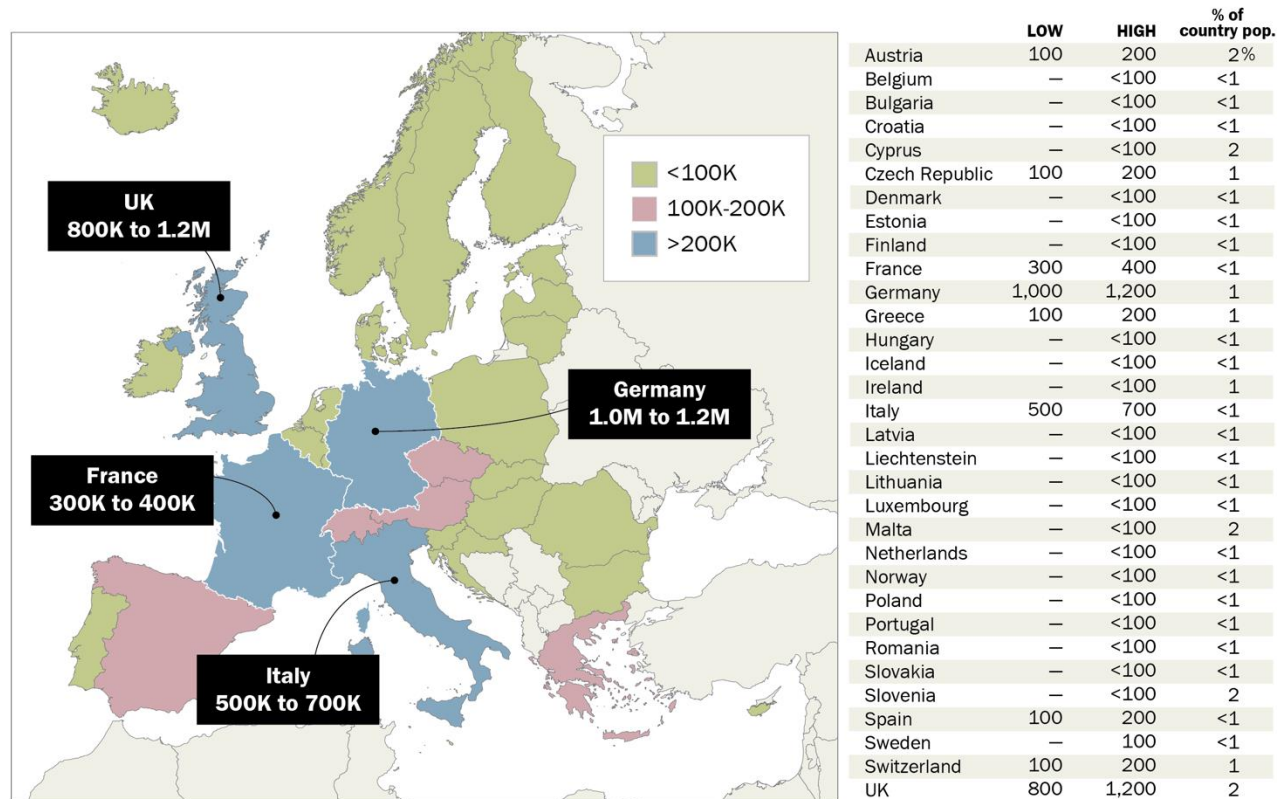 UK
800K to 1.2M
<100K
100K-200K
>200K
Germany
1.0M to 1.2M
France
300K to 400K
Italy
500K to 700K
% of
LOW HIGH country pop.
Austria 100 200 2%
Belgium — <100 <1
Bulgaria — <100 <1
Croatia — <100 <1
Cyprus — <100 2
Czech Republic 100 200 1
Denmark — <100 <1
Estonia — <100 <1
Finland — <100 <1
France 300 400 <1
Germany 1,000 1,200 1
Greece 100 200 1
Hungary — <100 <1
Iceland — <100 <1
Ireland — <100 1
Italy 500 700 <1
Latvia — <100 <1
Liechtenstein — <100 <1
Lithuania — <100 <1
Luxembourg — <100 <1
Malta — <100 2
Netherlands — <100 <1
Norway — <100 <1
Poland — <100 <1
Portugal — <100 <1
Romania — <100 <1
Slovakia — <100 <1
Slovenia — <100 2
Spain 100 200 <1
Sweden — 100 <1
Switzerland 100 200 1
UK 800 1,200 2